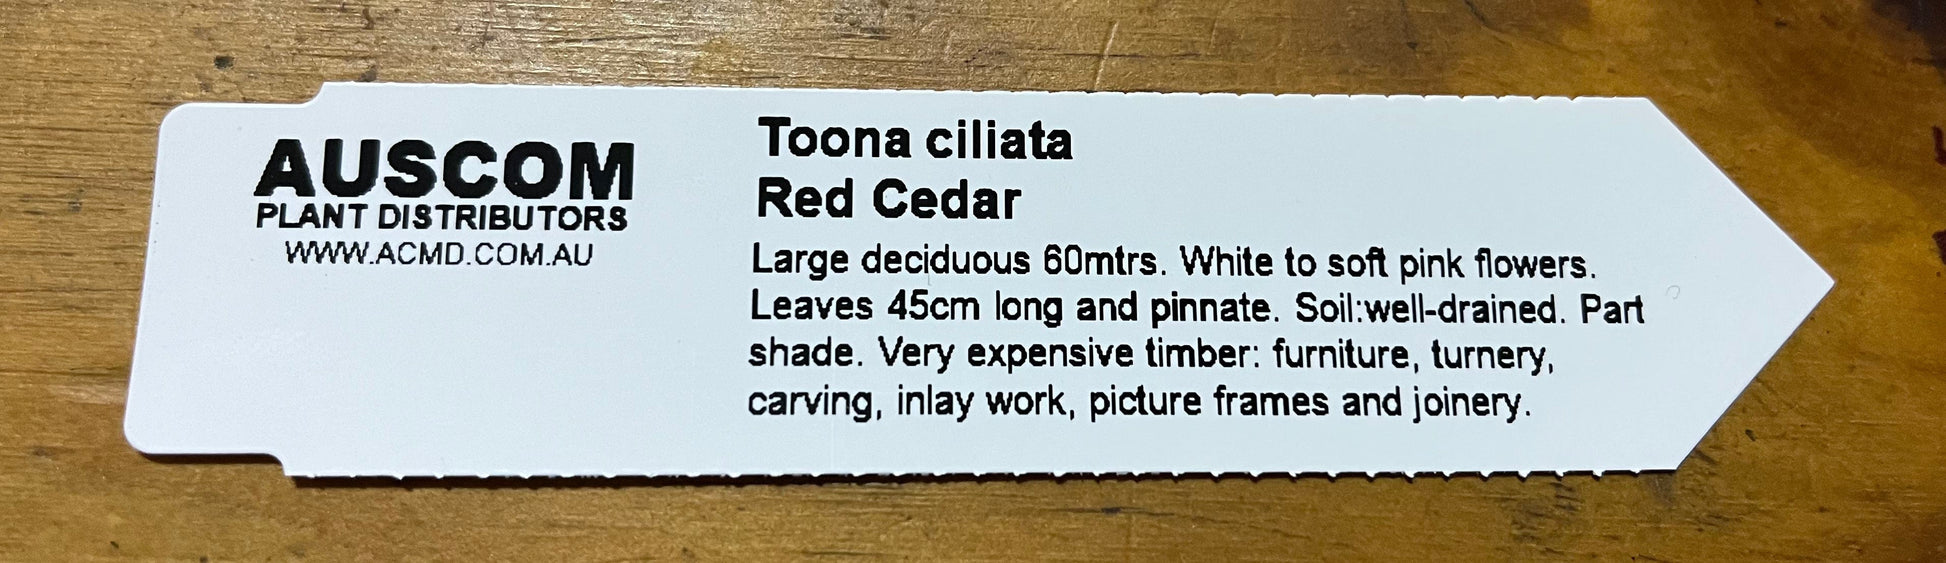 AUSCOM
PLANT DISTRIBUTORS
WWW.ACMD.COM.AU
Toona ciliata
Red Cedar
Large deciduous 60mtrs. White to soft pink flowers.
Leaves 45cm long and pinnate. Soil:well-drained. Part
shade. Very expensive timber: furniture, turnery,
carving, inlay work, picture frames and joinery.